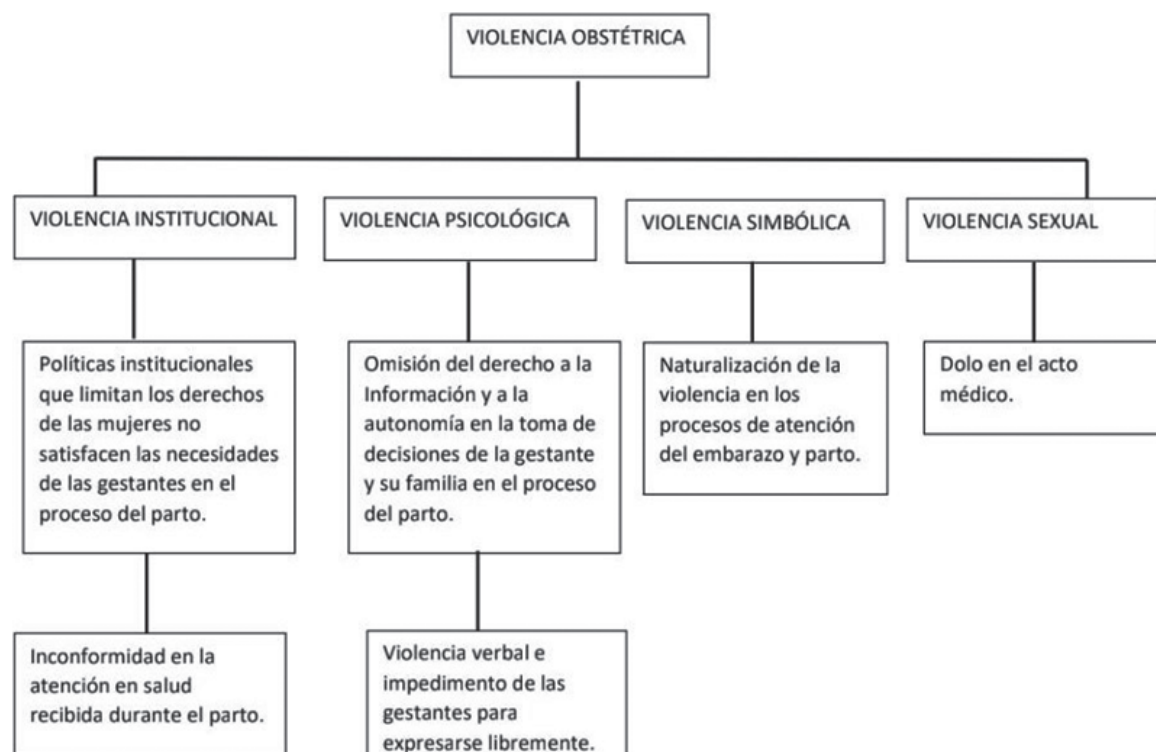 VIOLENCIA OBSTÉTRICA
VIOLENCIA INSTITUCIONAL
VIOLENCIA PSICOLÓGICA
VIOLENCIA SIMBÓLICA
VIOLENCIA SEXUAL
Políticas institucionales
que limitan los derechos
de las mujeres no
satisfacen las necesidades
de las gestantes en el
proceso del parto.
Omisión del derecho a la
Información y a la
autonomía en la toma de
decisiones de la gestante
y su familia en el proceso
del parto.
Naturalización de la
violencia en los
procesos de atención
del embarazo y parto.
Dolo en el acto
médico.
Inconformidad en la
atención en salud
recibida durante el parto.
Violencia verbal e
impedimento de las
gestantes para
expresarse libremente.